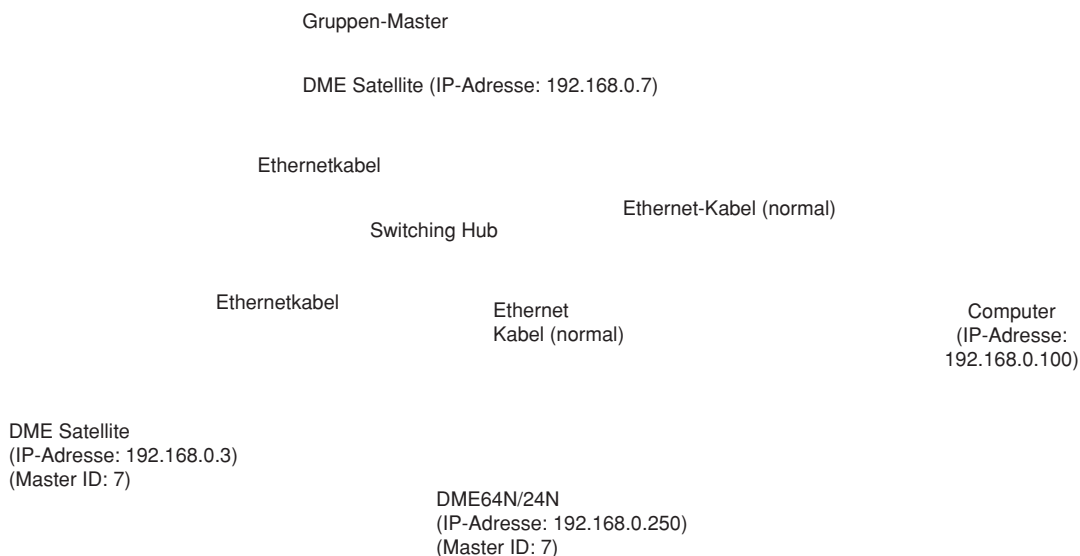 Gruppen-Master
DME Satellite (IP-Adresse: 192.168.0.7)
Ethernetkabel
Ethernet-Kabel (normal)
Switching Hub
Ethernetkabel
Ethernet
Kabel (normal)
Computer
(IP-Adresse:
192.168.0.100)
DME Satellite
(IP-Adresse: 192.168.0.3)
(Master ID: 7)
DME64N/24N
(IP-Adresse: 192.168.0.250)
(Master ID: 7)